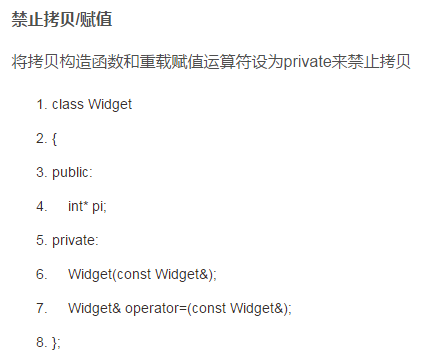 禁止拷贝/赋值
将拷贝构造函数和重载赋值运算符设为private来禁止拷贝
1. class Widget
2. {
3. public:
4. int* pi;
5. private:
6. Widget(const Widget&);
7. Widget& operator=(const Widget&);
8. };